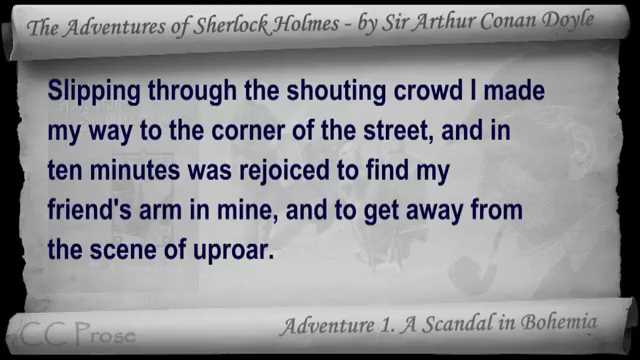 The Adventures of Sherlock Holmes - by Sir Arthur Conan Doyle
Slipping through the shouting crowd I made
my way to the corner of the street, and in
ten minutes was rejoiced to find my
friend's arm in mine, and to get away from
the scene of uproar.
CC Prose
Adventure 1. A Scandal in Bohemia